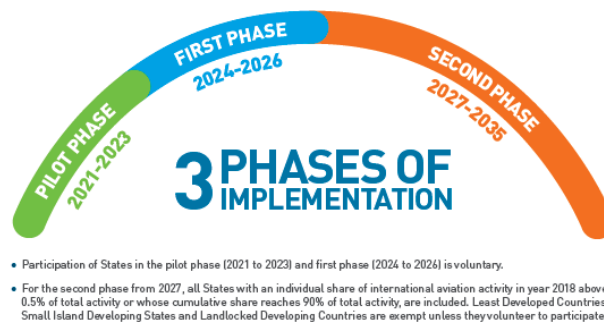 PILOT PHASE
2021-2023
FIRST PHASE
2024-2026
SECOND PHASE
2027-2035
3 PHASES OF
IMPLEMENTATION
• Participation of States in the pilot phase (2021 to 2023) and first phase (2024 to 2026) is voluntary.
• For the second phase from 2027, all States with an individual share of international aviation activity in year 2018 above
0.5% of total activity or whose cumulative share reaches 90% of total activity, are included. Least Developed Countries
Small Island Developing States and Landlocked Developing Countries are exempt unless they volunteer to participate